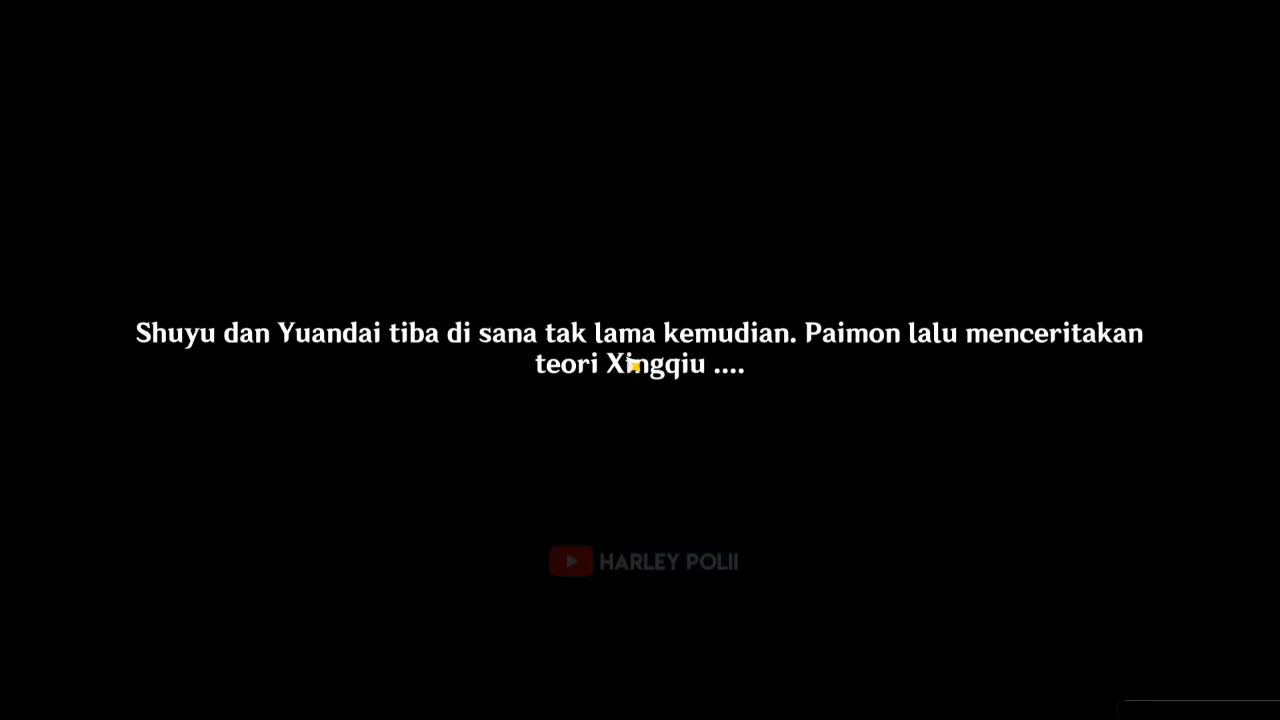 Shuyu dan Yuandai tiba di sana tak lama kemudian. Paimon lalu menceritakan
teori Xingqiu ....
HARLEY POLII